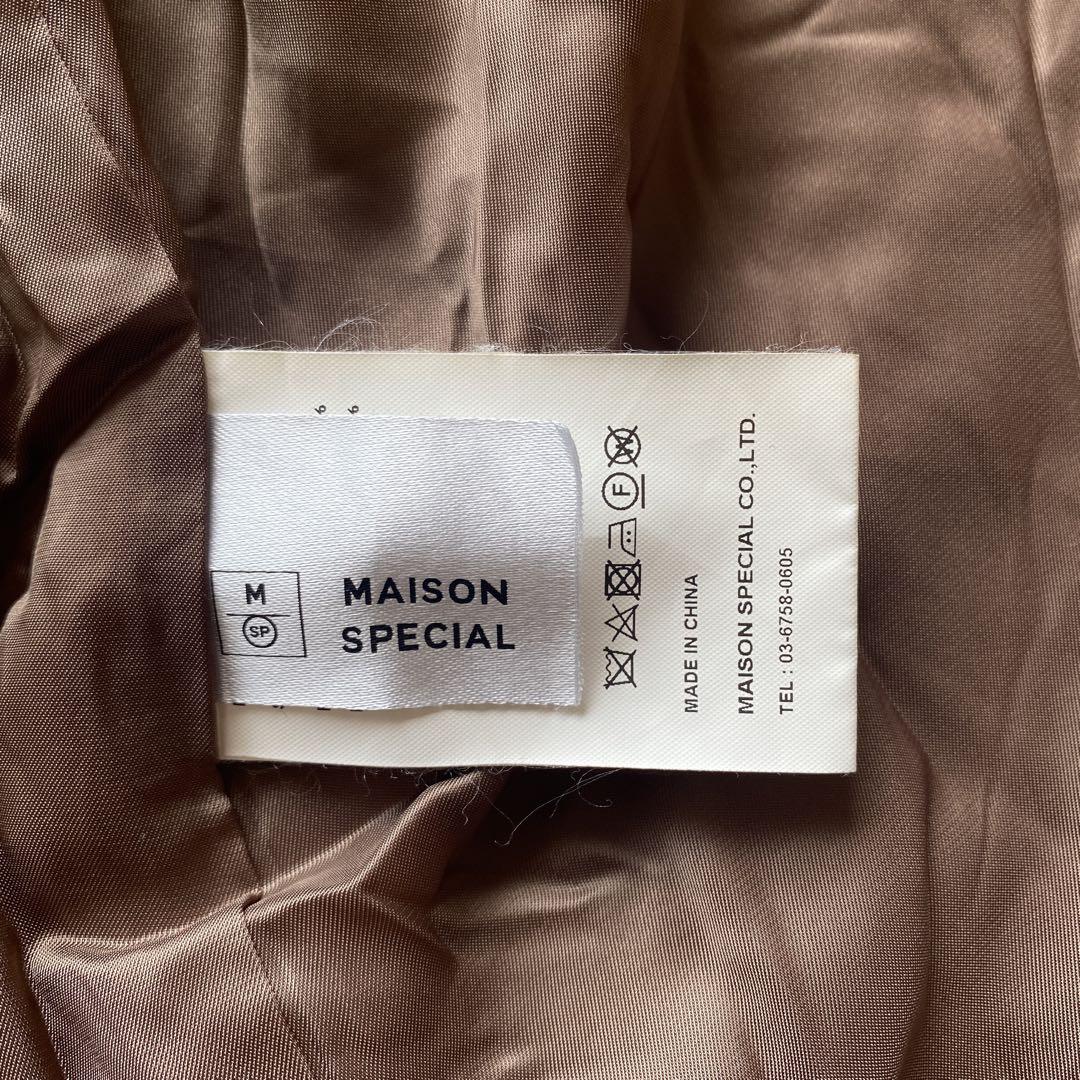 M
SP
MAISON
SPECIAL
F
W
MADE IN CHINA
MAISON SPECIAL CO.,LTD.
TEL : 03-6758-0605